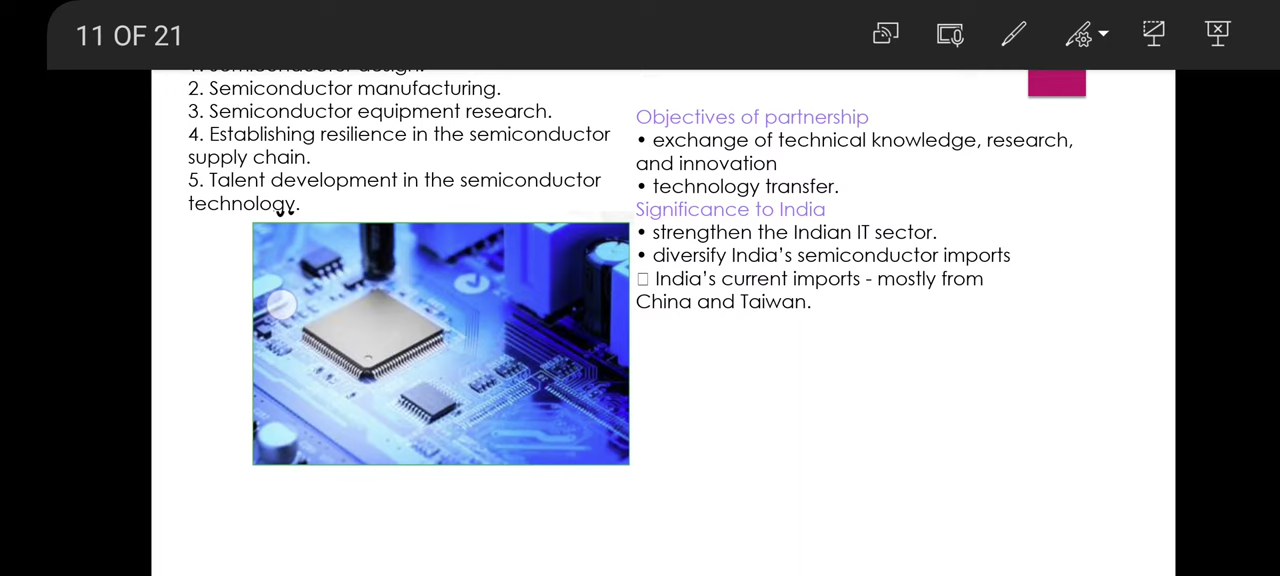 11 OF 21
1. Semiconductor design.
2. Semiconductor manufacturing.
3. Semiconductor equipment research.
4. Establishing resilience in the semiconductor
supply chain.
5. Talent development in the semiconductor
technology.
Objectives of partnership
• exchange of technical knowledge, research,
and innovation
• technology transfer.
Significance to India
• strengthen the Indian IT sector.
• diversify India’s semiconductor imports
□ India’s current imports - mostly from
China and Taiwan.